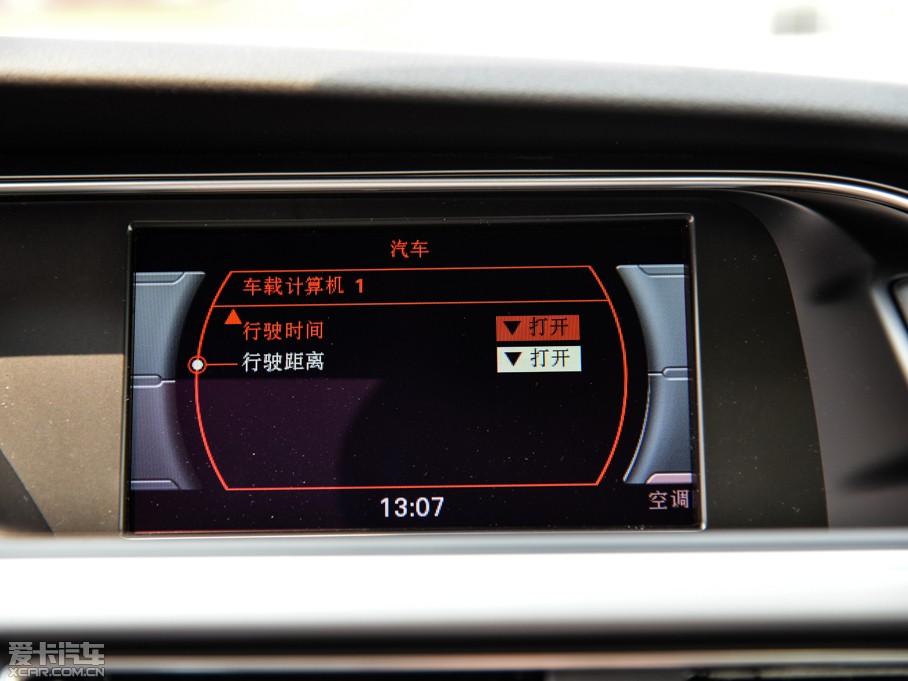 汽车
车载计算机 1
行驶时间 ▼ 打开
行驶距离 ▼ 打开
13:07
空调
爱卡汽车
XCAR.COM.CN